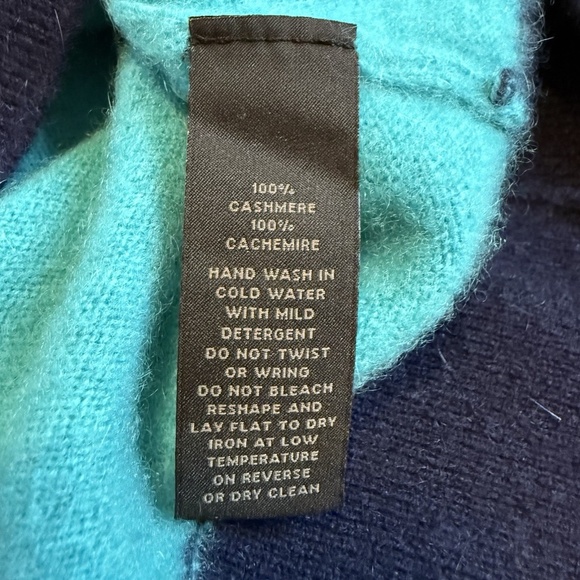 100%
CASHMERE
100%
CACHEMIRE
HAND WASH IN
COLD WATER
WITH MILD
DETERGENT
DO NOT TWIST
OR WRING
DO NOT BLEACH
RESHAPE AND
LAY FLAT TO DRY
IRON AT LOW
TEMPERATURE
ON REVERSE
OR DRY CLEAN